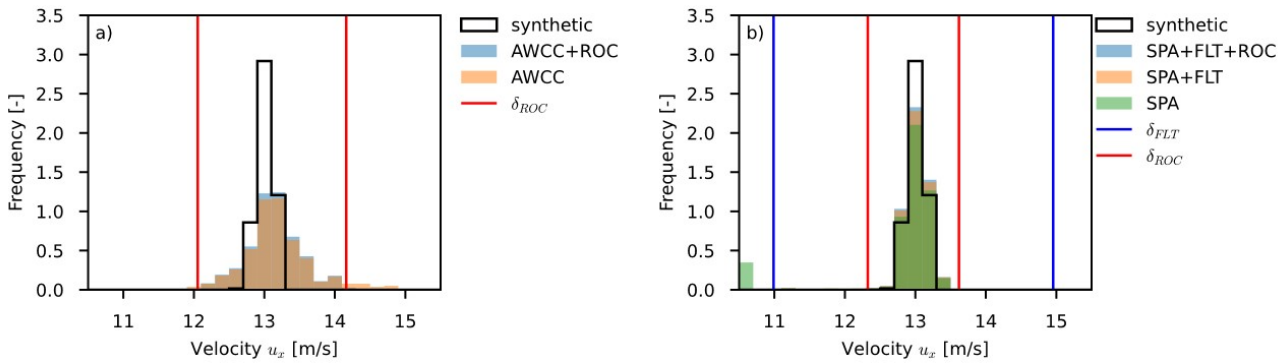 a)
synthetic
AWCC+ROC
AWCC
δ_ROC
3.5
3.0
2.5
2.0
1.5
1.0
0.5
0.0
Frequency [-]
11 12 13 14 15
Velocity u_x [m/s]
b)
synthetic
SPA+FLT+ROC
SPA+FLT
SPA
δ_FLT
δ_ROC
3.5
3.0
2.5
2.0
1.5
1.0
0.5
0.0
Frequency [-]
11 12 13 14 15
Velocity u_x [m/s]